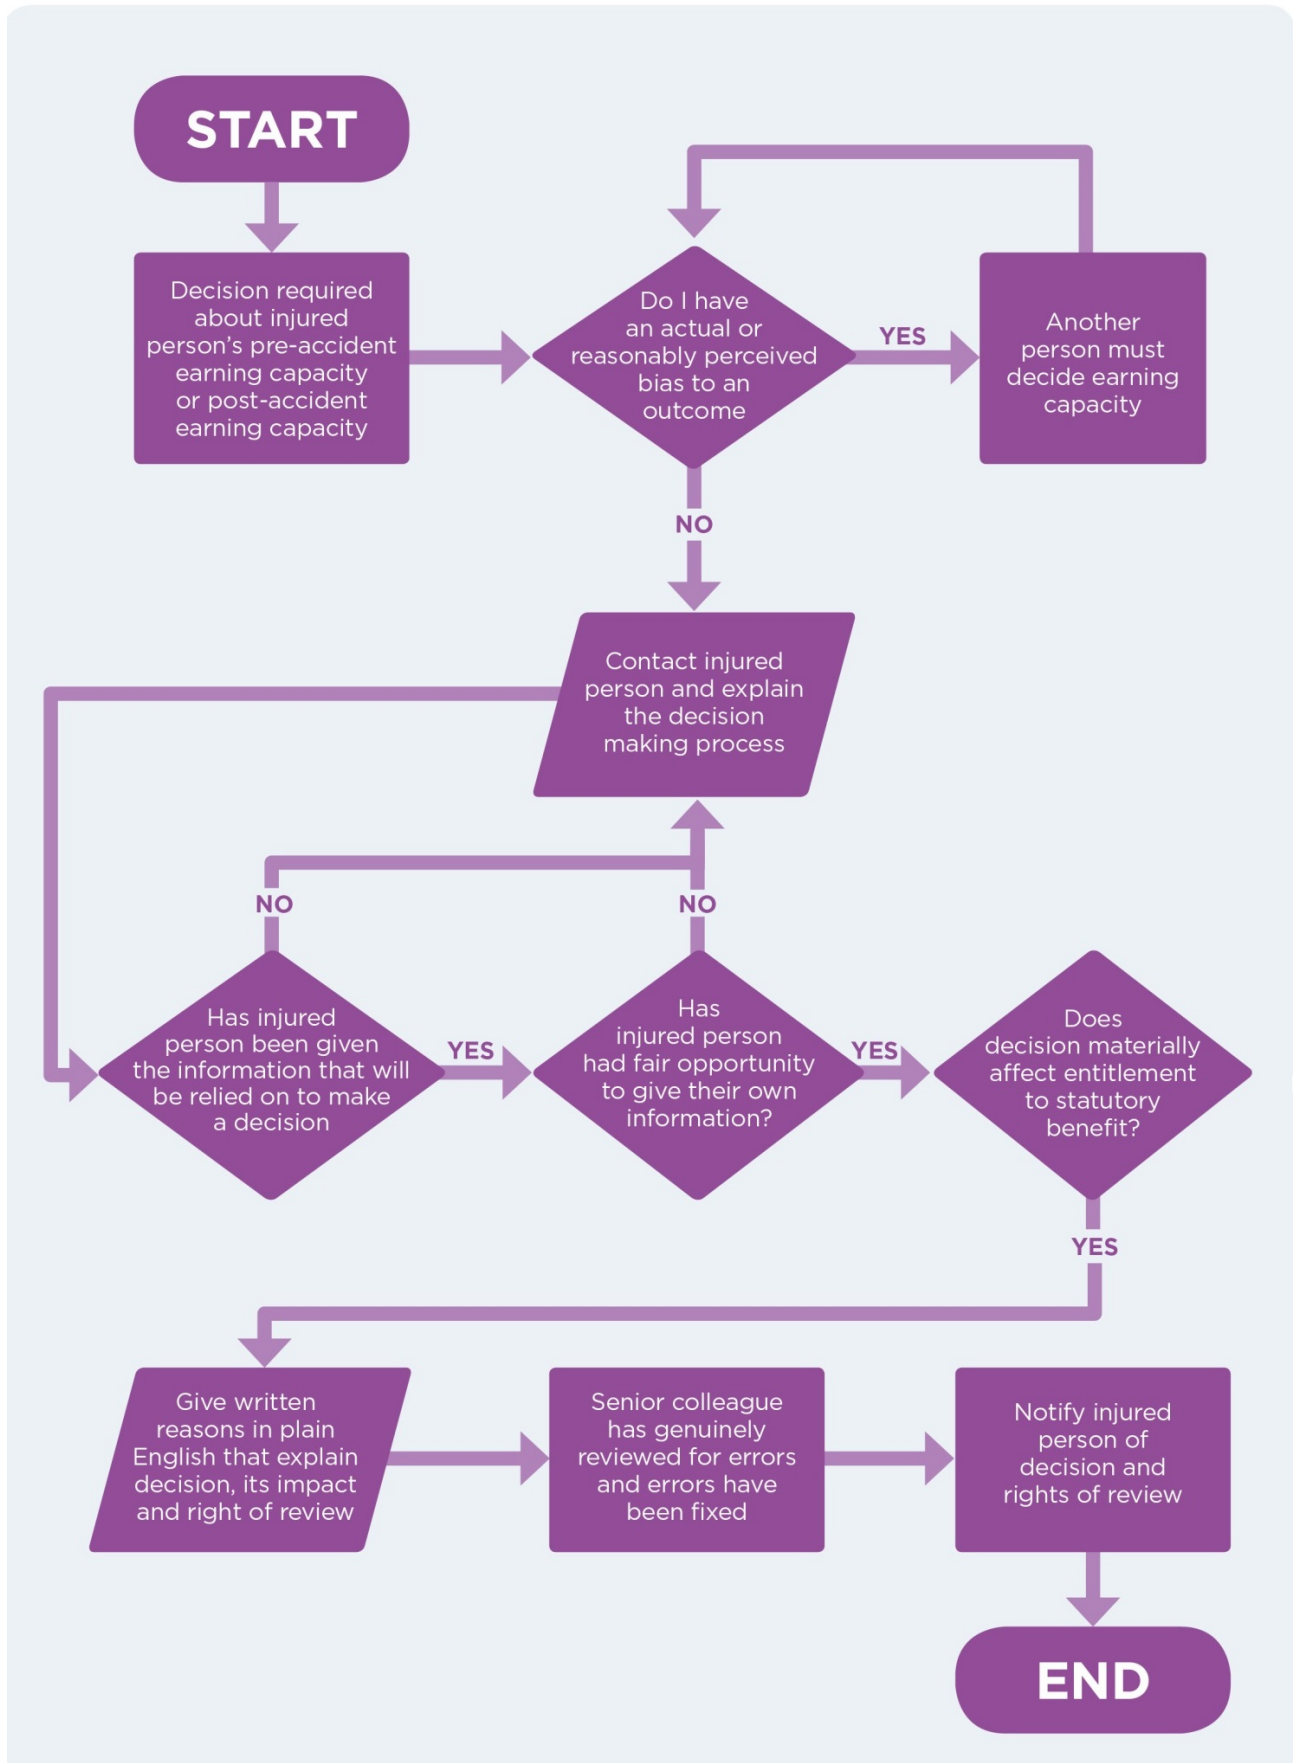 START
Decision required
about injured
person’s pre-accident
earning capacity
or post-accident
earning capacity
Do I have
an actual or
reasonably perceived
bias to an
outcome
YES
Another
person must
decide earning
capacity
NO
Contact injured
person and explain
the decision
making process
NO
NO
Has injured
person been given
the information that will
be relied on to make
a decision
YES
Has
injured person
had fair opportunity
to give their own
information?
YES
Does
decision materially
affect entitlement
to statutory
benefit?
YES
Give written
reasons in plain
English that explain
decision, its impact
and right of review
Senior colleague
has genuinely
reviewed for errors
and errors have
been fixed
Notify injured
person of
decision and
rights of review
END